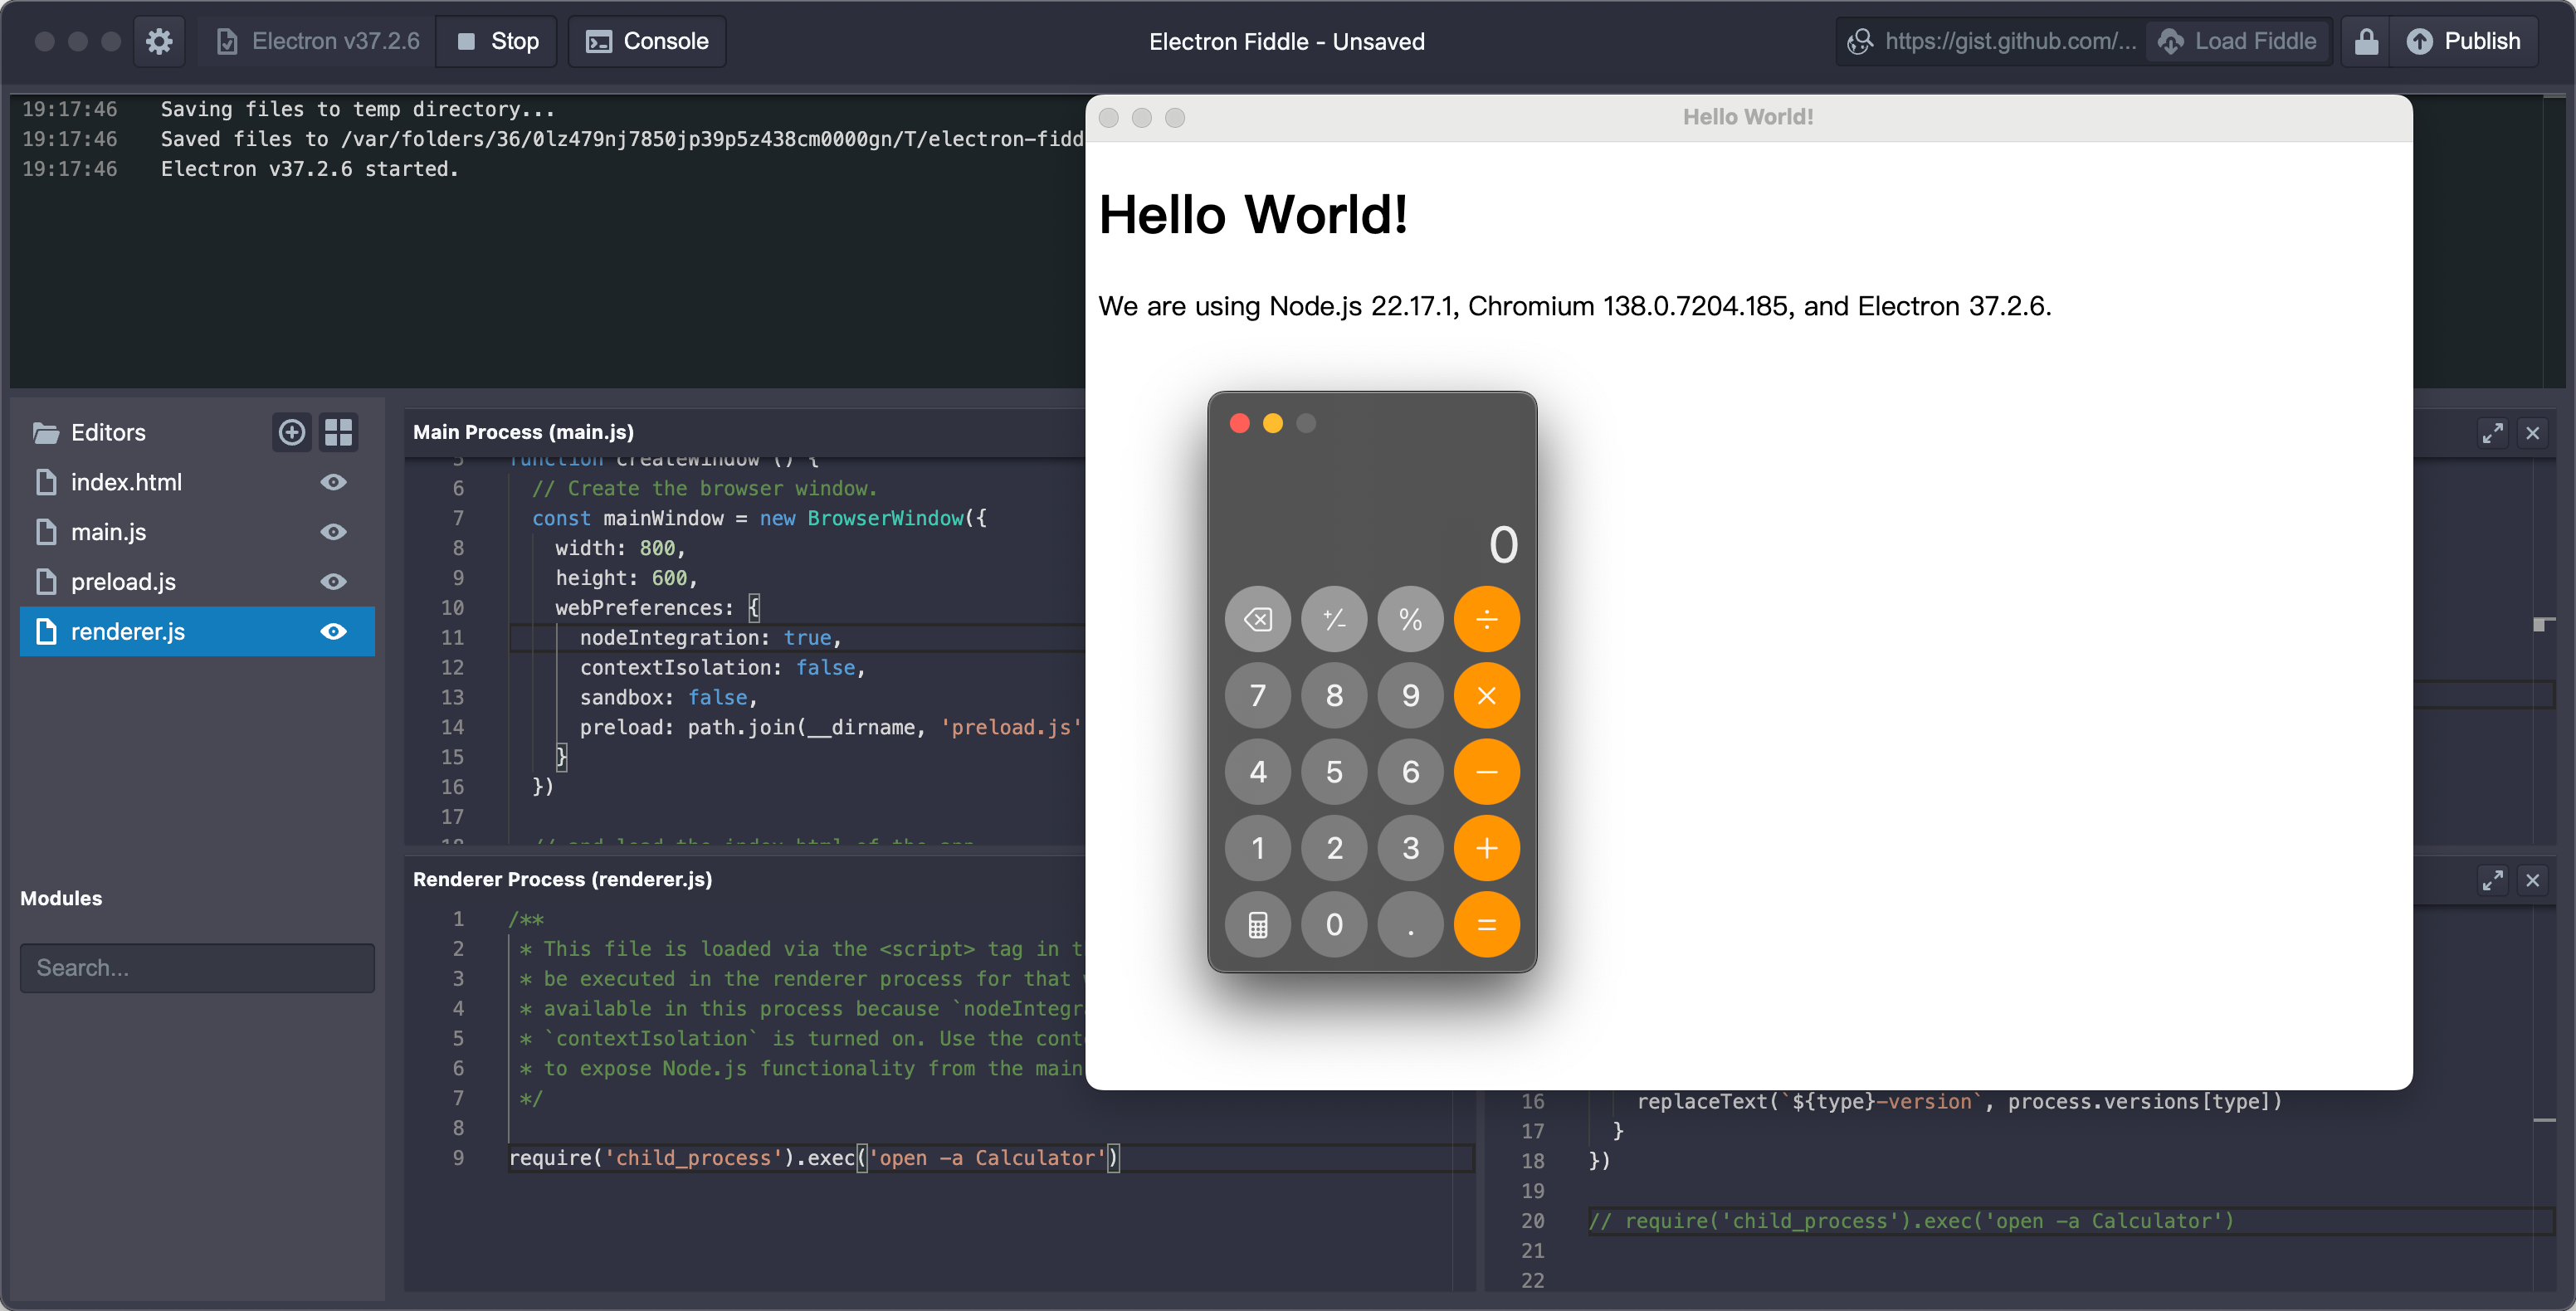 Electron v37.2.6
Stop
Console
Electron Fiddle - Unsaved
https://gist.github.com/...
Load Fiddle
Publish
19:17:46 Saving files to temp directory...
19:17:46 Saved files to /var/folders/36/0lz479nj7850jp39p5z438cm0000gn/T/electron-fidd
19:17:46 Electron v37.2.6 started.
Hello World!
Hello World!
We are using Node.js 22.17.1, Chromium 138.0.7204.185, and Electron 37.2.6.
0
+/-
%
÷
7 8 9 ×
4 5 6 −
1 2 3 +
0 . =
Editors
index.html
main.js
preload.js
renderer.js
Modules
Search...
Main Process (main.js)
5 function createWindow () {
6 // Create the browser window.
7 const mainWindow = new BrowserWindow({
8 width: 800,
9 height: 600,
10 webPreferences: {
11 nodeIntegration: true,
12 contextIsolation: false,
13 sandbox: false,
14 preload: path.join(__dirname, 'preload.js'
15 }
16 })
17
18 // and load the index.html of the app
Renderer Process (renderer.js)
1 /**
2 * This file is loaded via the <script> tag in t
3 * be executed in the renderer process for that
4 * available in this process because `nodeIntegr
5 * `contextIsolation` is turned on. Use the cont
6 * to expose Node.js functionality from the main
7 */
8
9 require('child_process').exec('open -a Calculator')
16 replaceText(`${type}-version`, process.versions[type])
17 }
18 })
19
20 // require('child_process').exec('open -a Calculator')
21
22